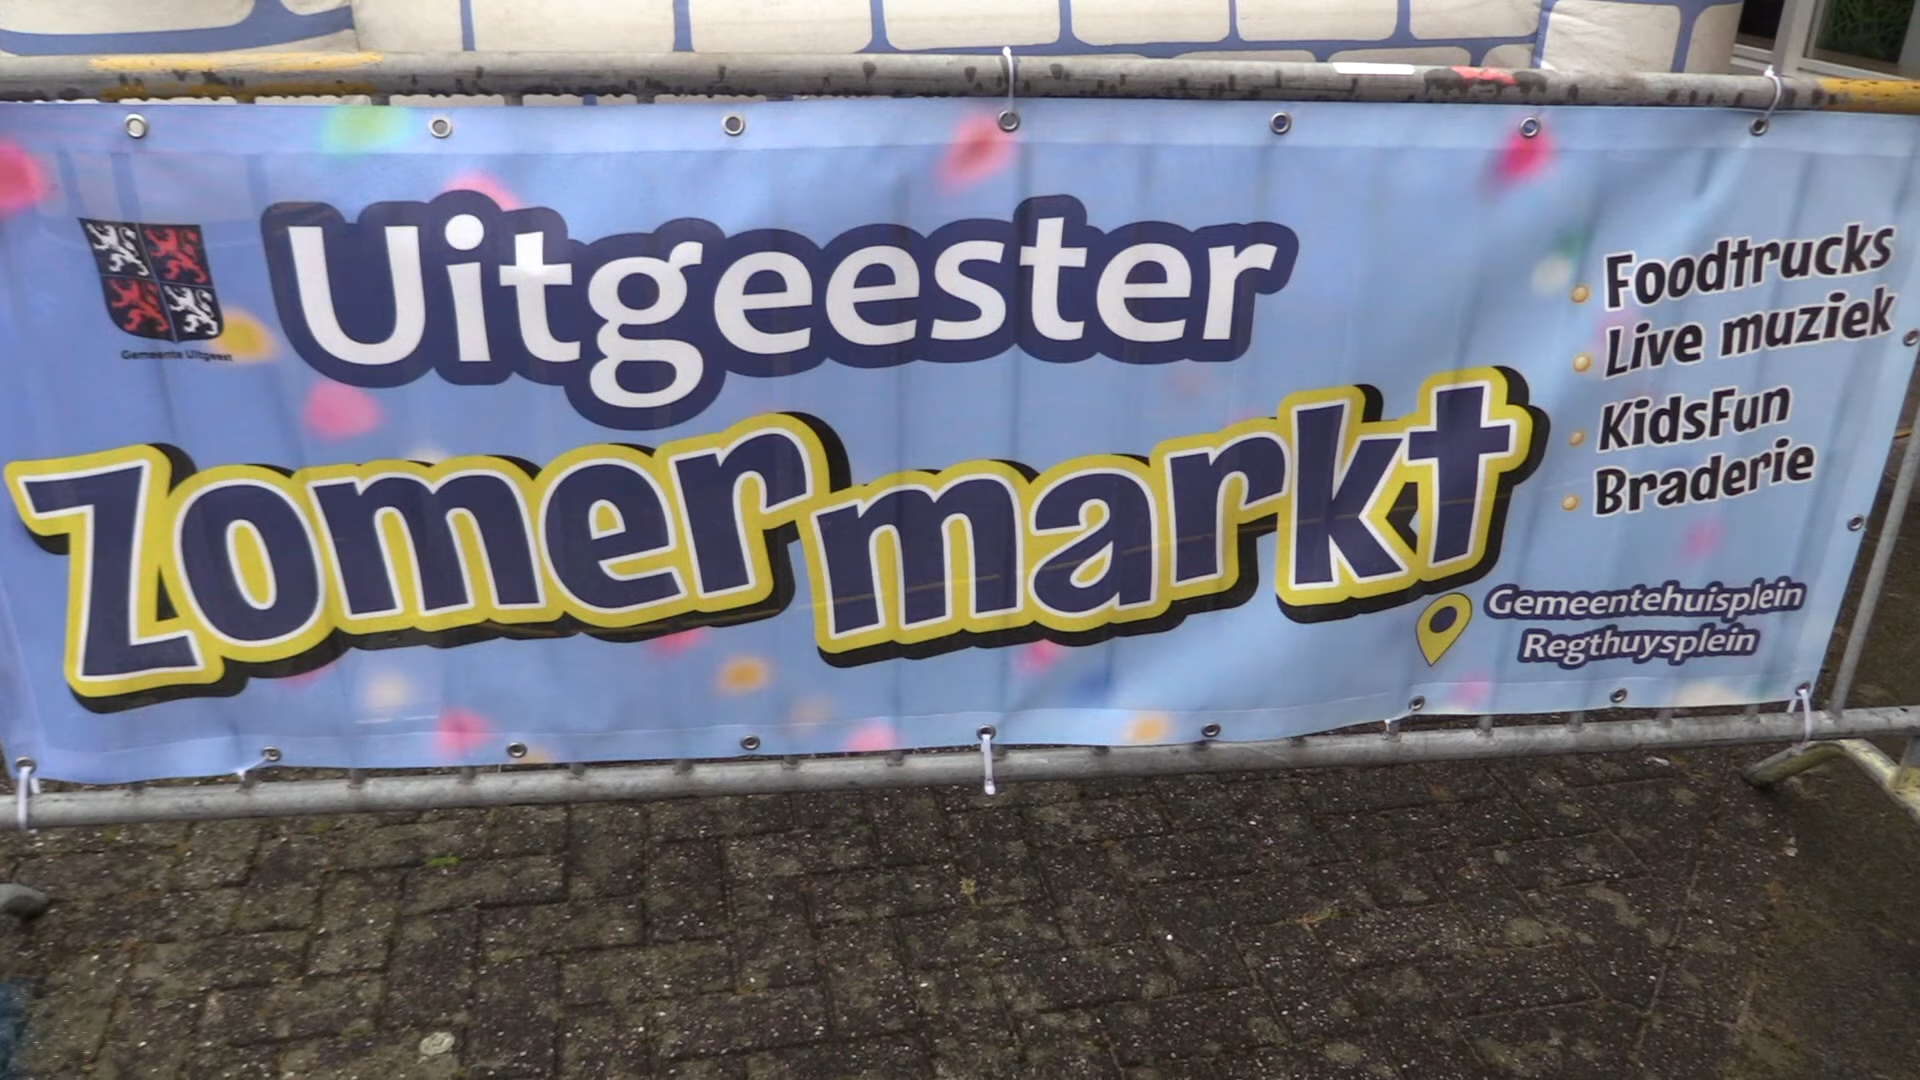 Gemeente Uitgeest
Uitgeester
Zomermarkt
Foodtrucks
Live muziek
KidsFun
Braderie
Gemeentehuisplein
Regthuysplein